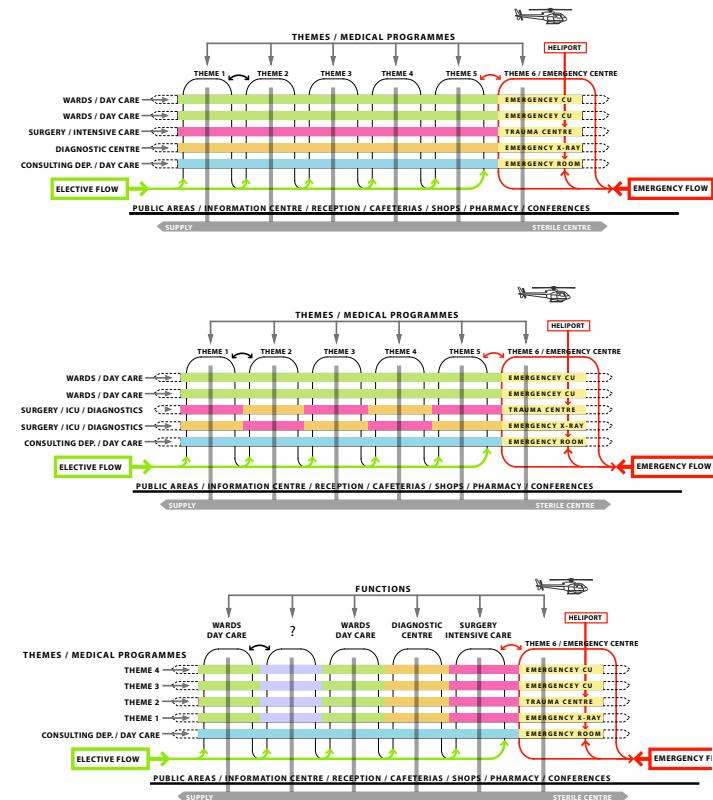 THEMES / MEDICAL PROGRAMMES
HELIPORT
THEME 1 THEME 2 THEME 3 THEME 4 THEME 5 THEME 6 / EMERGENCY CENTRE
WARDS / DAY CARE EMERGENCEY CU
WARDS / DAY CARE EMERGENCEY CU
SURGERY / INTENSIVE CARE TRAUMA CENTRE
DIAGNOSTIC CENTRE EMERGENCY X-RAY
CONSULTING DEP. / DAY CARE EMERGENCY ROOM
ELECTIVE FLOW EMERGENCY FLOW
PUBLIC AREAS / INFORMATION CENTRE / RECEPTION / CAFETERIAS / SHOPS / PHARMACY / CONFERENCES
SUPPLY STERILE CENTRE
THEMES / MEDICAL PROGRAMMES
HELIPORT
THEME 1 THEME 2 THEME 3 THEME 4 THEME 5 THEME 6 / EMERGENCY CENTRE
WARDS / DAY CARE EMERGENCEY CU
WARDS / DAY CARE EMERGENCEY CU
SURGERY / ICU / DIAGNOSTICS TRAUMA CENTRE
SURGERY / ICU / DIAGNOSTICS EMERGENCY X-RAY
CONSULTING DEP. / DAY CARE EMERGENCY ROOM
ELECTIVE FLOW EMERGENCY FLOW
PUBLIC AREAS / INFORMATION CENTRE / RECEPTION / CAFETERIAS / SHOPS / PHARMACY / CONFERENCES
SUPPLY STERILE CENTRE
FUNCTIONS
HELIPORT
WARDS DAY CARE ? WARDS DAY CARE DIAGNOSTIC CENTRE SURGERY INTENSIVE CARE
THEME 6 / EMERGENCY CENTRE
THEMES / MEDICAL PROGRAMMES
THEME 4 EMERGENCEY CU
THEME 3 EMERGENCEY CU
THEME 2 TRAUMA CENTRE
THEME 1 EMERGENCY X-RAY
CONSULTING DEP. / DAY CARE EMERGENCY ROOM
ELECTIVE FLOW EMERGENCY
PUBLIC AREAS / INFORMATION CENTRE / RECEPTION / CAFETERIAS / SHOPS / PHARMACY / CONFERENCES
SUPPLY STERILE CENTRE